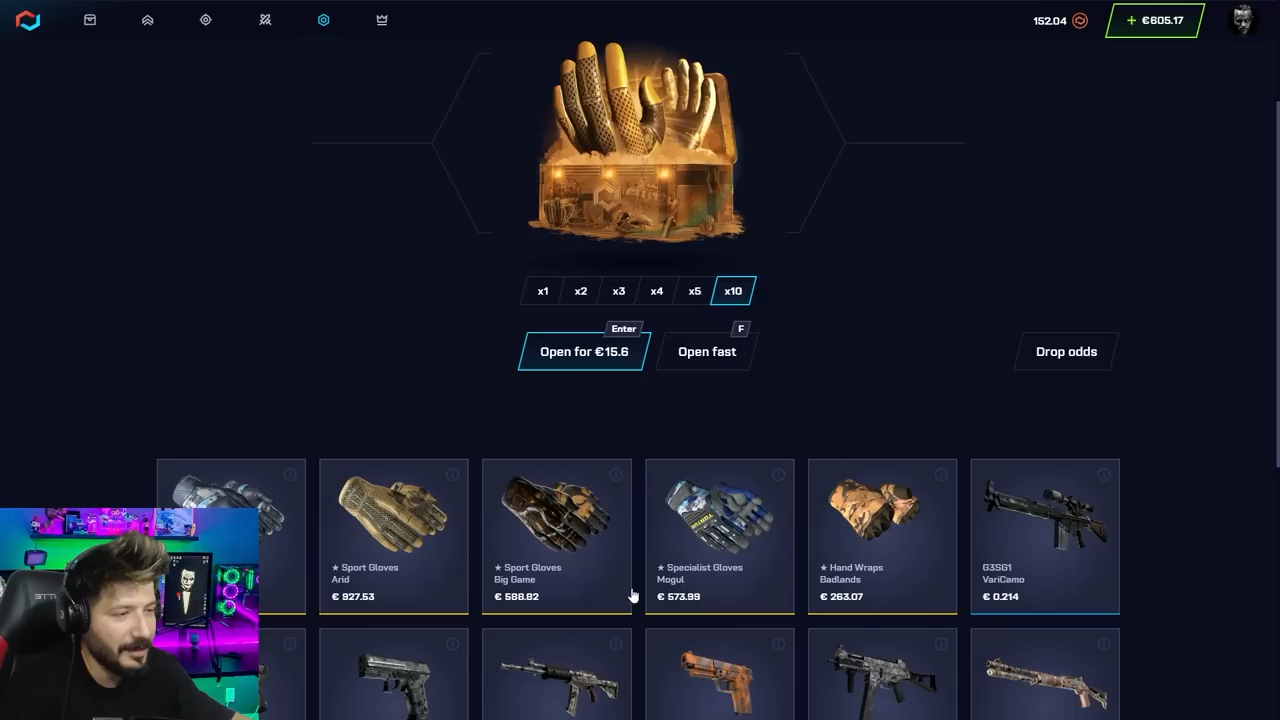 152.04
+ €605.17
x1 x2 x3 x4 x5 x10
Enter
F
Open for €15.6
Open fast
Drop odds
★ Sport Gloves
Arid
€ 927.53
★ Sport Gloves
Big Game
€ 588.82
★ Specialist Gloves
Mogul
€ 573.99
★ Hand Wraps
Badlands
€ 263.07
G3SG1
VariCamo
€ 0.214